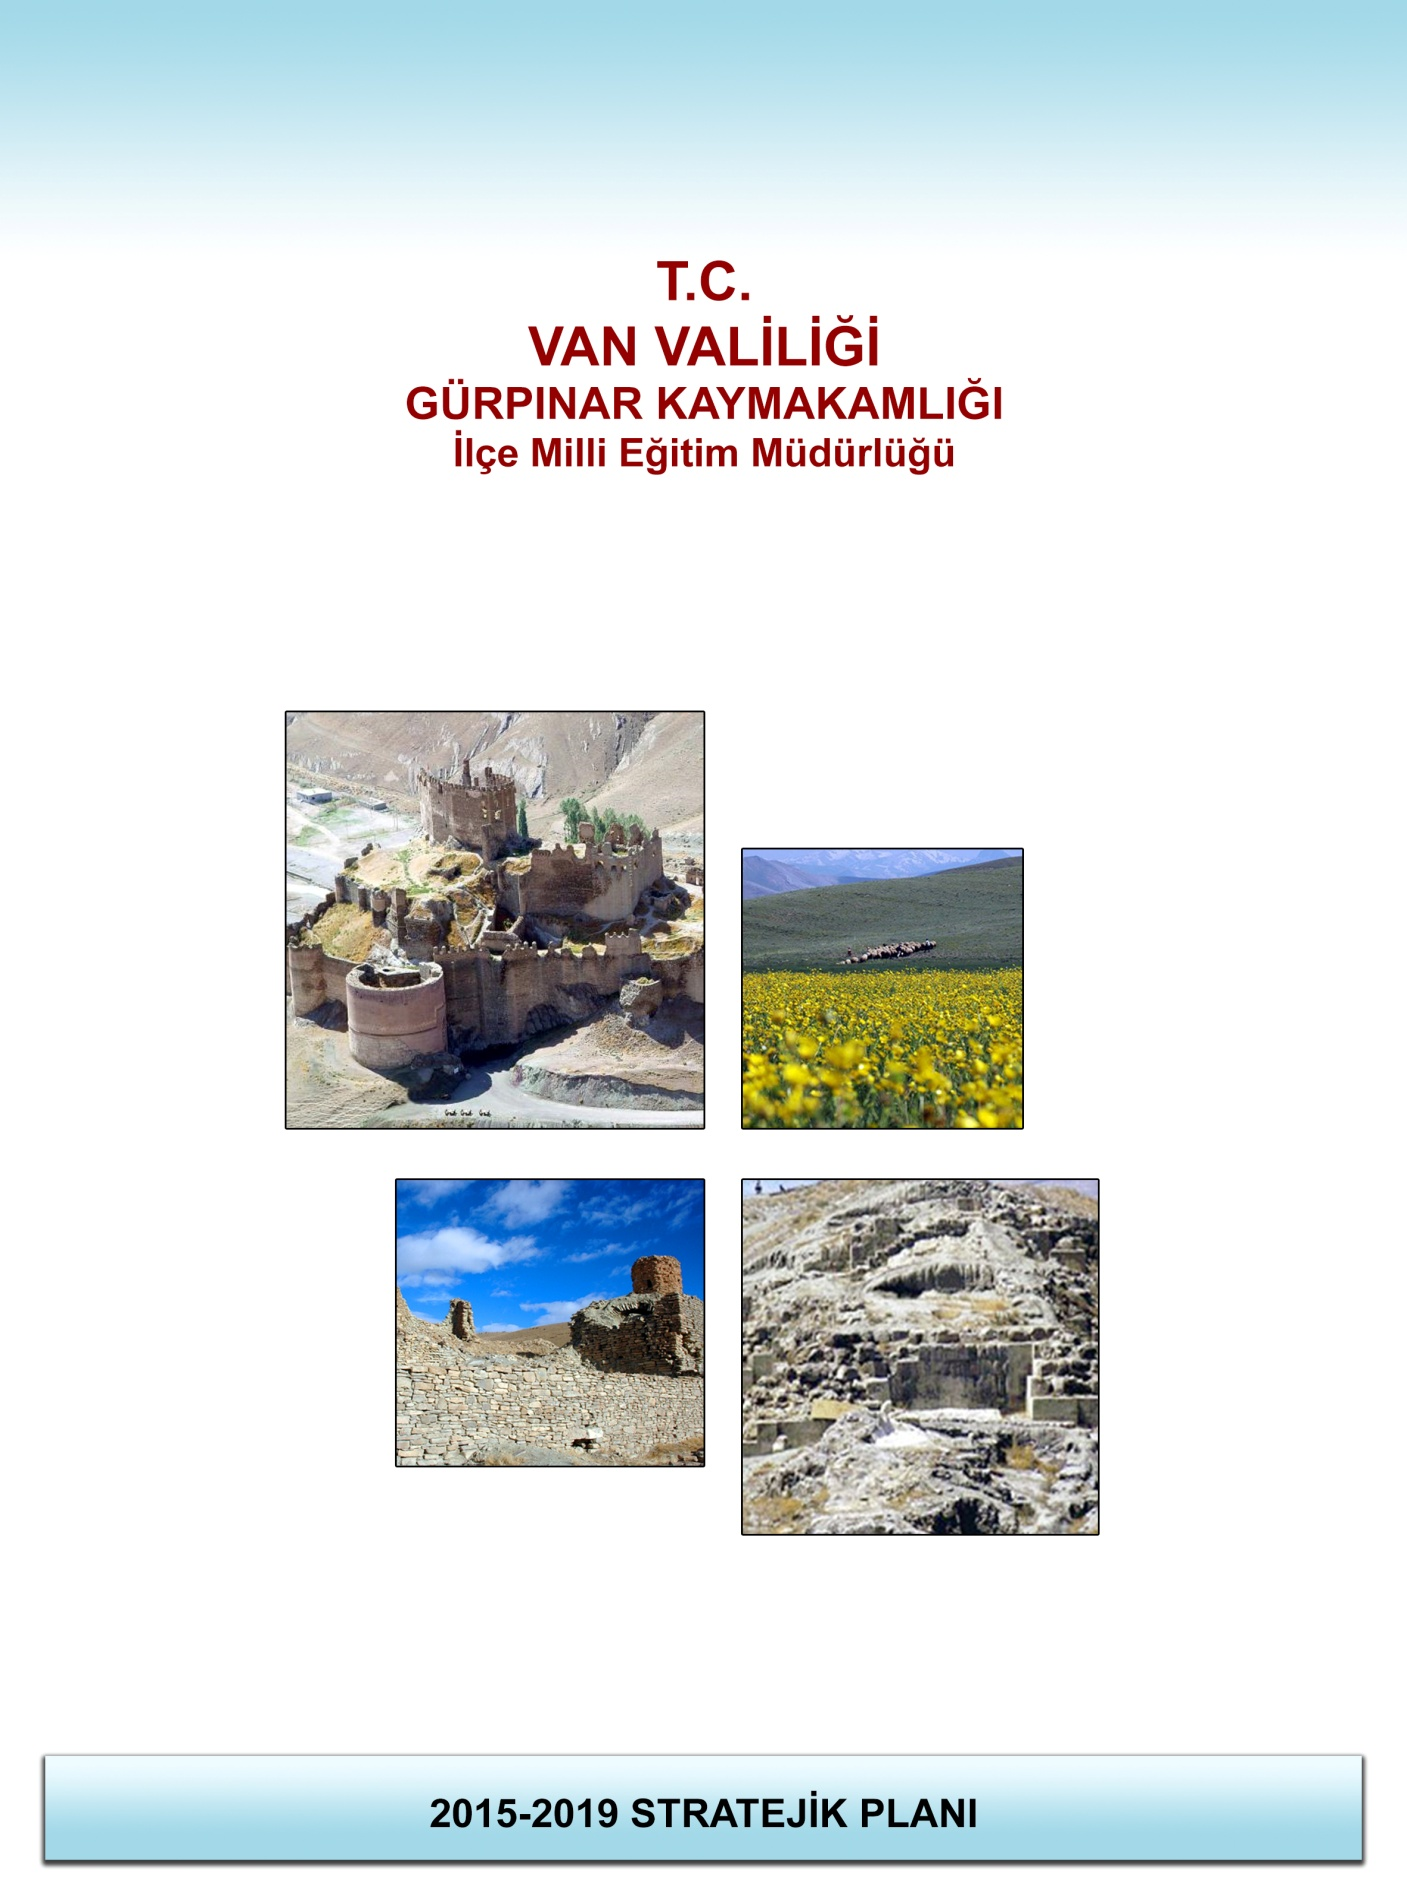 T.C.
VAN VALİLİĞİ
GÜRPINAR KAYMAKAMLIĞI
İlçe Milli Eğitim Müdürlüğü
2015-2019 STRATEJİK PLANI